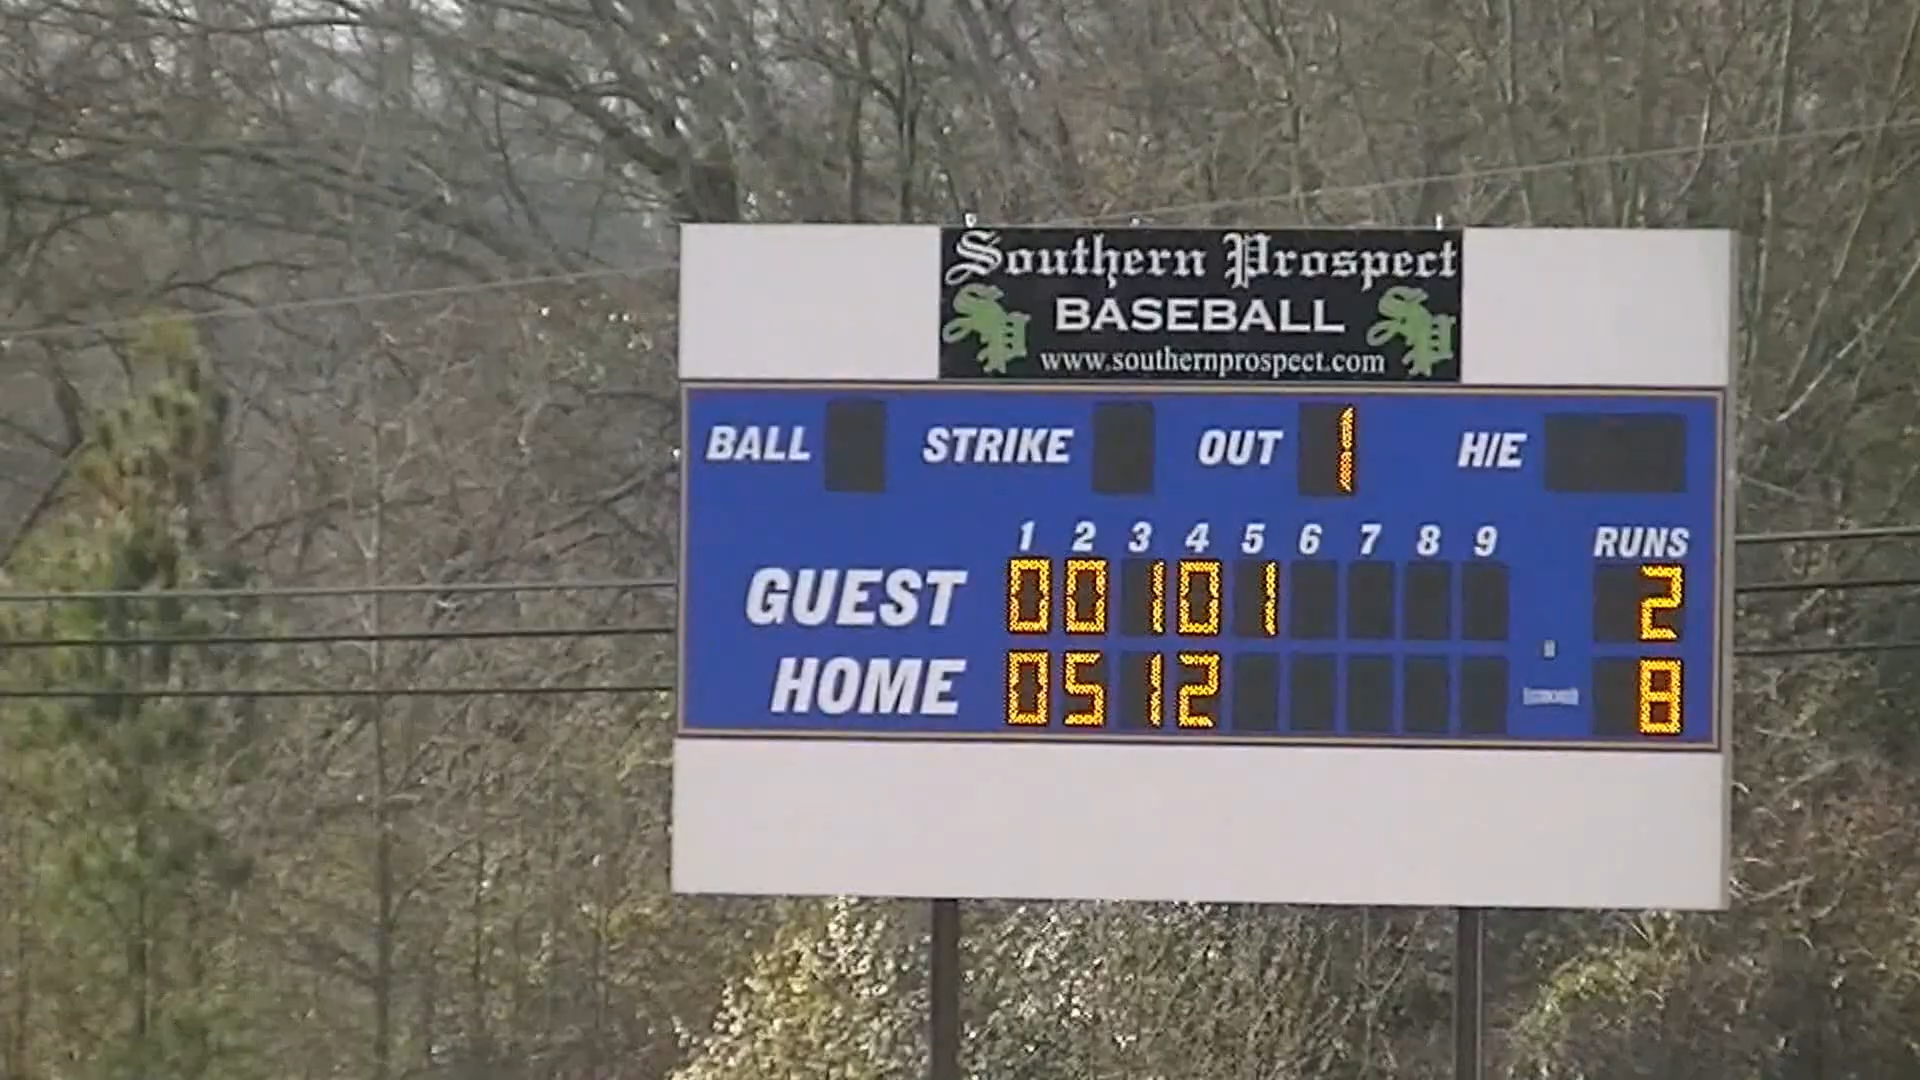 Southern Prospect
SP BASEBALL SP
www.southernprospect.com
BALL STRIKE OUT 1 H/E
1 2 3 4 5 6 7 8 9 RUNS
GUEST 0 0 1 0 1 2
HOME 0 5 1 2 8